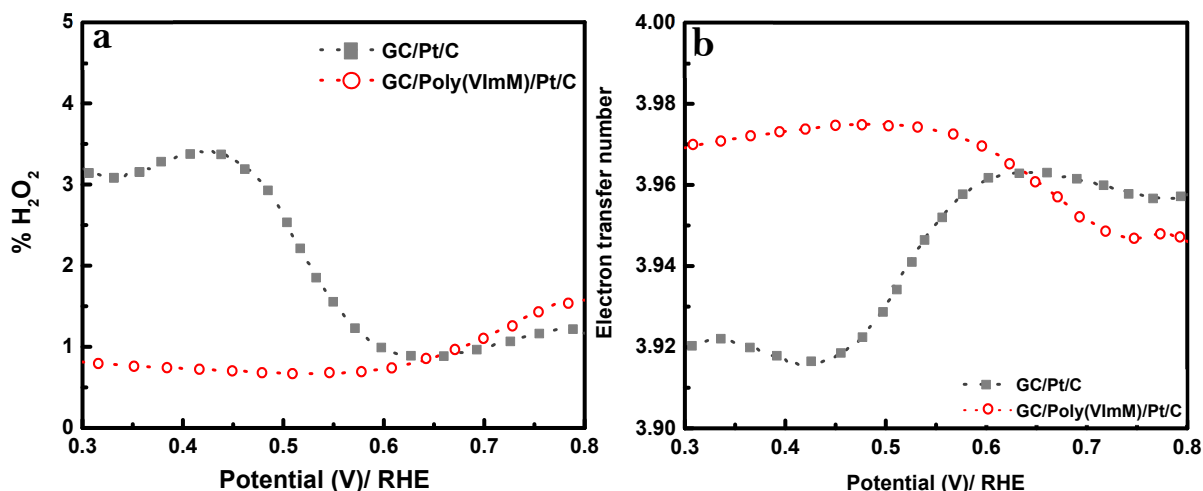 a
GC/Pt/C
GC/Poly(VImM)/Pt/C
% H2O2
5
4
3
2
1
0
0.3 0.4 0.5 0.6 0.7 0.8
Potential (V)/ RHE
b
Electron transfer number
4.00
3.98
3.96
3.94
3.92
3.90
GC/Pt/C
GC/Poly(VImM)/Pt/C
0.3 0.4 0.5 0.6 0.7 0.8
Potential (V)/ RHE